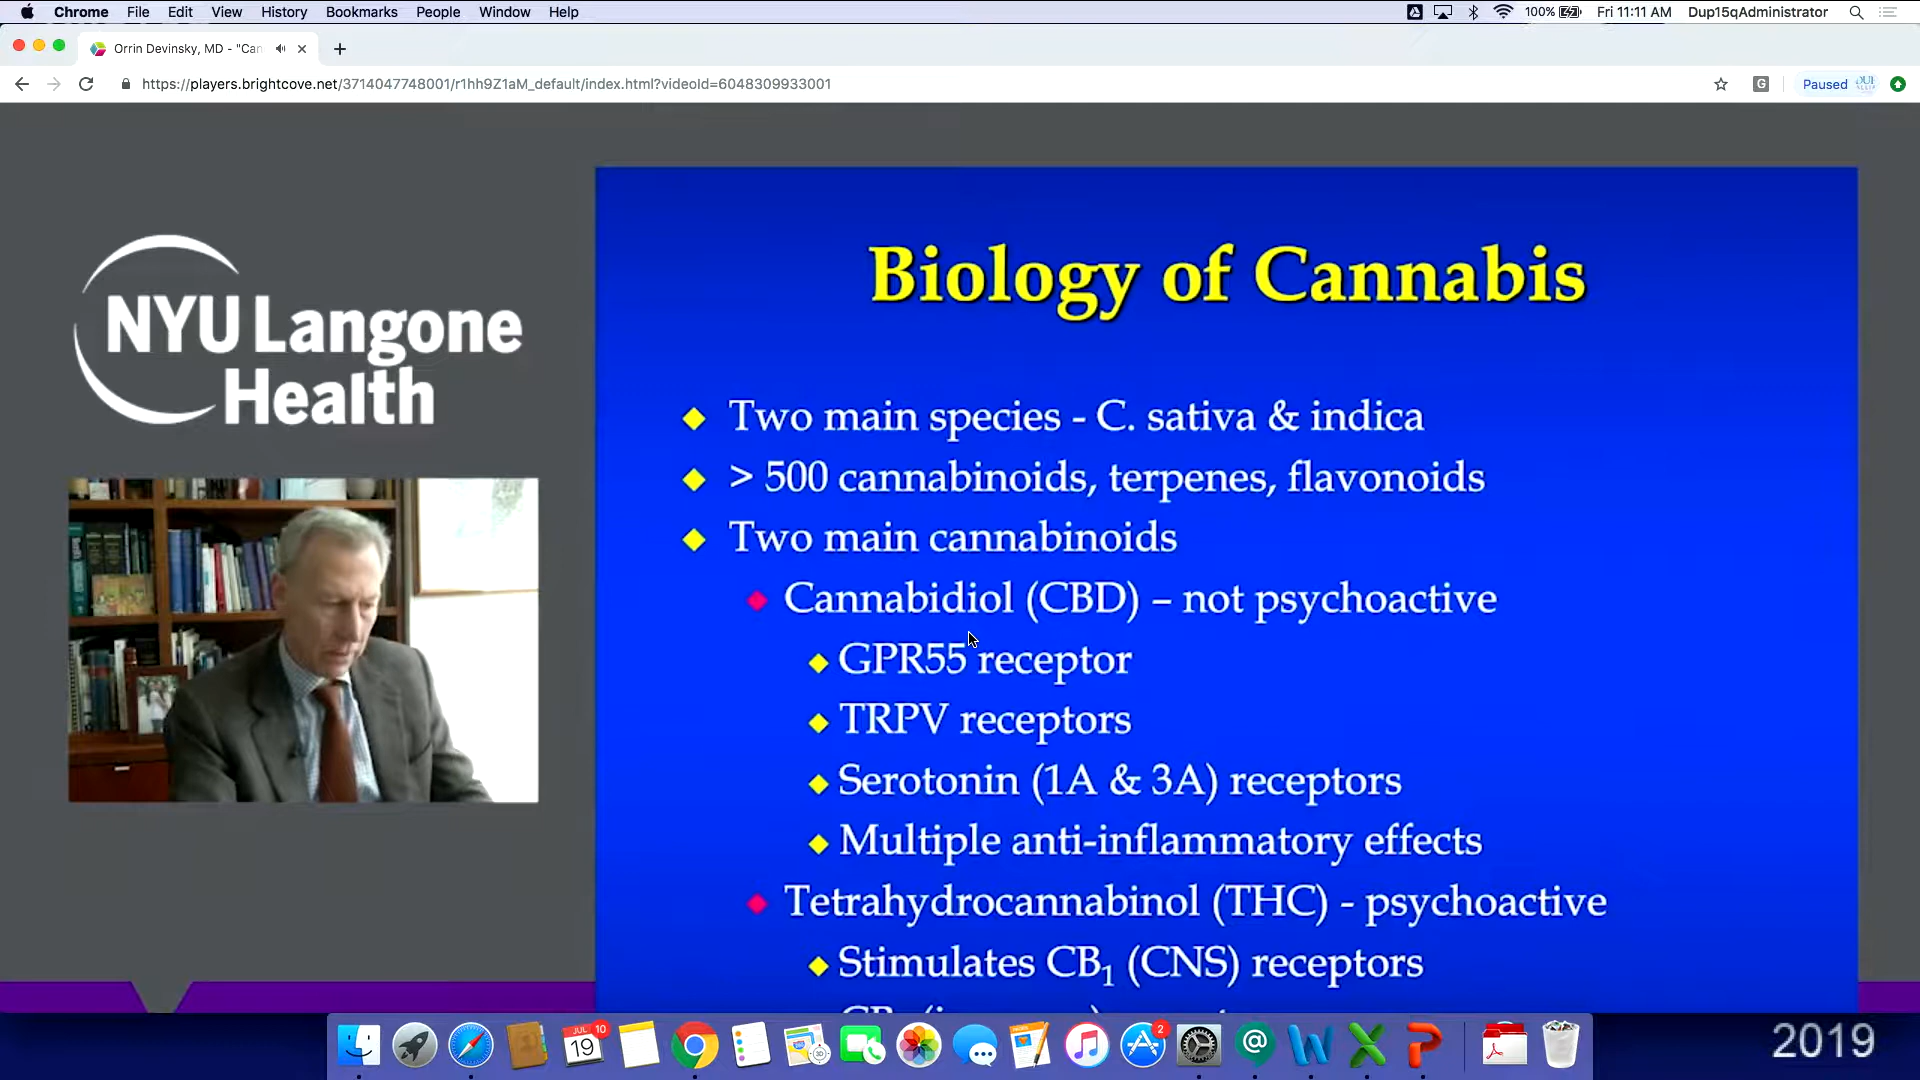 Chrome File Edit View History Bookmarks People Window Help 100% Fri 11:11 AM Dup15qAdministrator
Orrin Devinsky, MD - "Can
https://players.brightcove.net/3714047748001/r1hh9Z1aM_default/index.html?videoId=6048309933001 G Paused
NYU Langone
Health
Biology of Cannabis
Two main species - C. sativa & indica
> 500 cannabinoids, terpenes, flavonoids
Two main cannabinoids
Cannabidiol (CBD) – not psychoactive
GPR55 receptor
TRPV receptors
Serotonin (1A & 3A) receptors
Multiple anti-inflammatory effects
Tetrahydrocannabinol (THC) - psychoactive
Stimulates CB₁ (CNS) receptors
JUL 10
19
2
2019